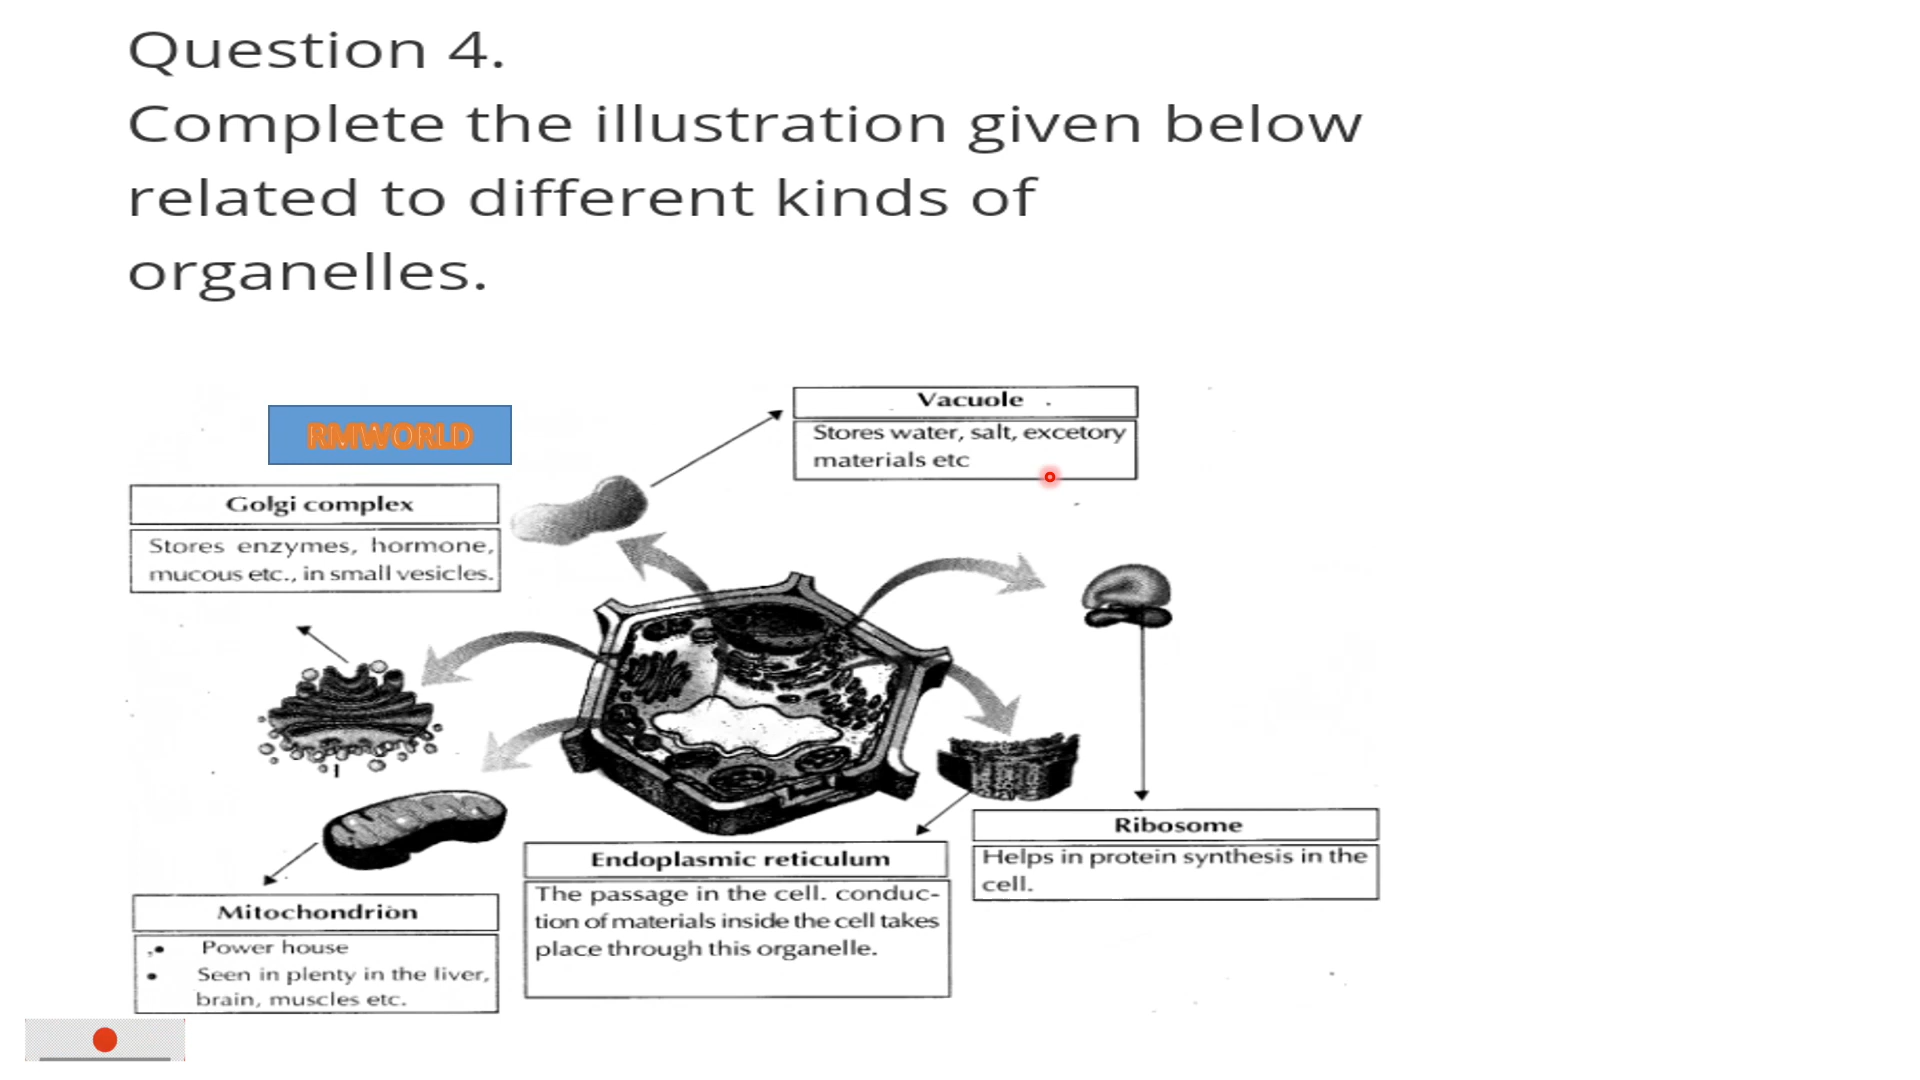 Question 4.
Complete the illustration given below
related to different kinds of
organelles.
RMWORLD
Vacuole
Stores water, salt, excetory
materials etc
Golgi complex
Stores enzymes, hormone,
mucous etc., in small vesicles.
Ribosome
Helps in protein synthesis in the
cell.
Endoplasmic reticulum
The passage in the cell. conduc-
tion of materials inside the cell takes
place through this organelle.
Mitochondrion
• Power house
• Seen in plenty in the liver,
brain, muscles etc.